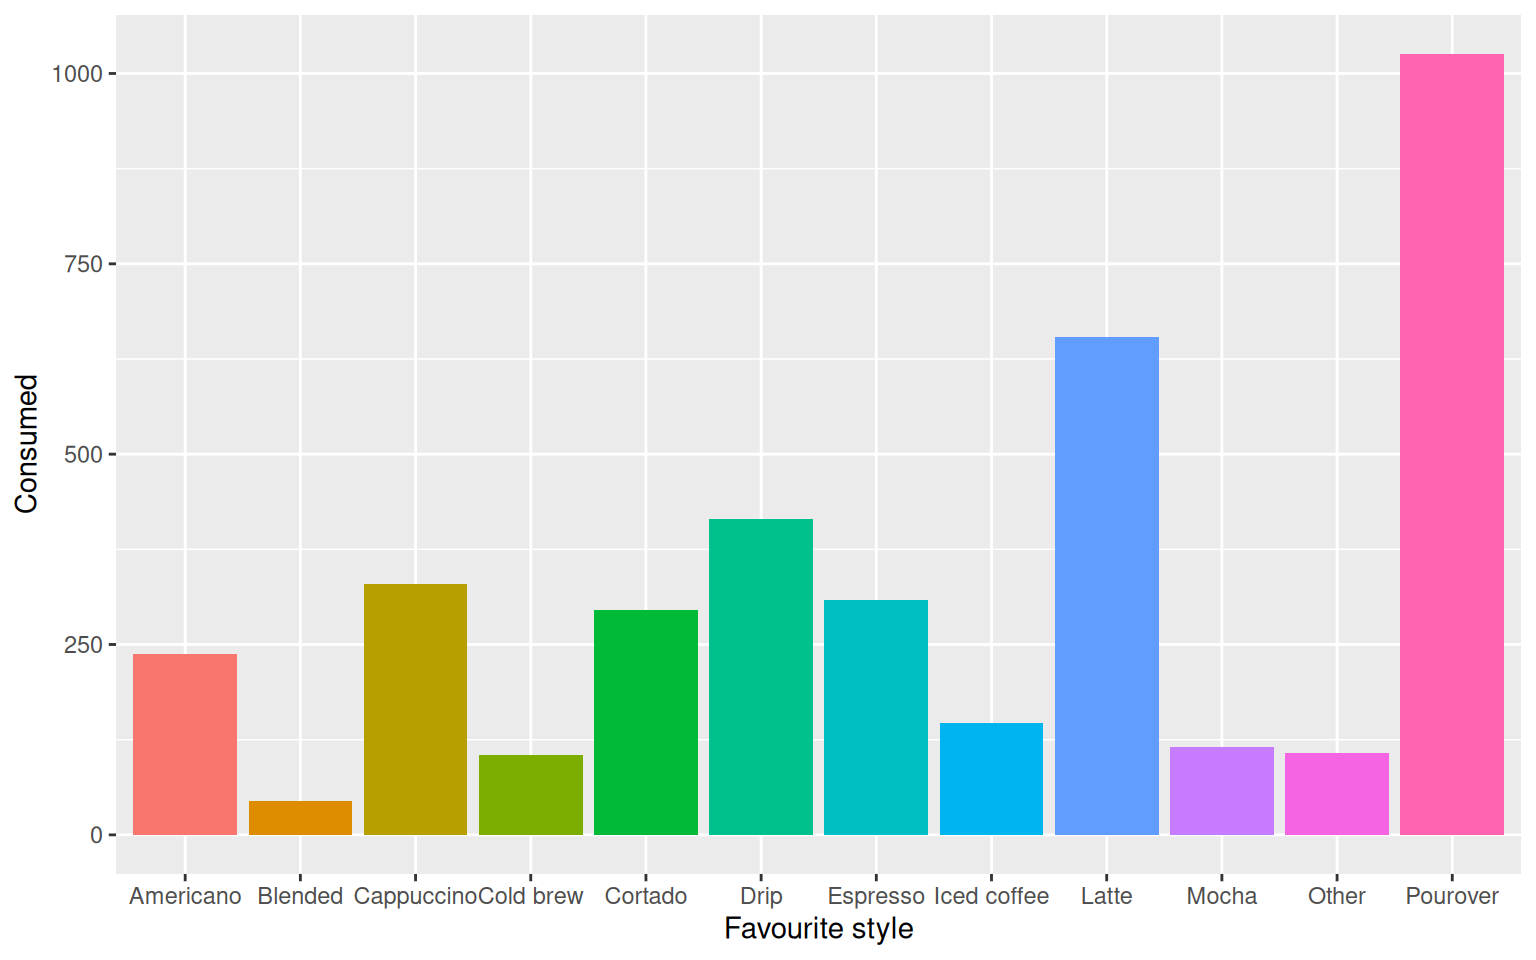 Consumed
1000
750
500
250
0
Americano Blended Cappuccino Cold brew Cortado Drip Espresso Iced coffee Latte Mocha Other Pourover
Favourite style